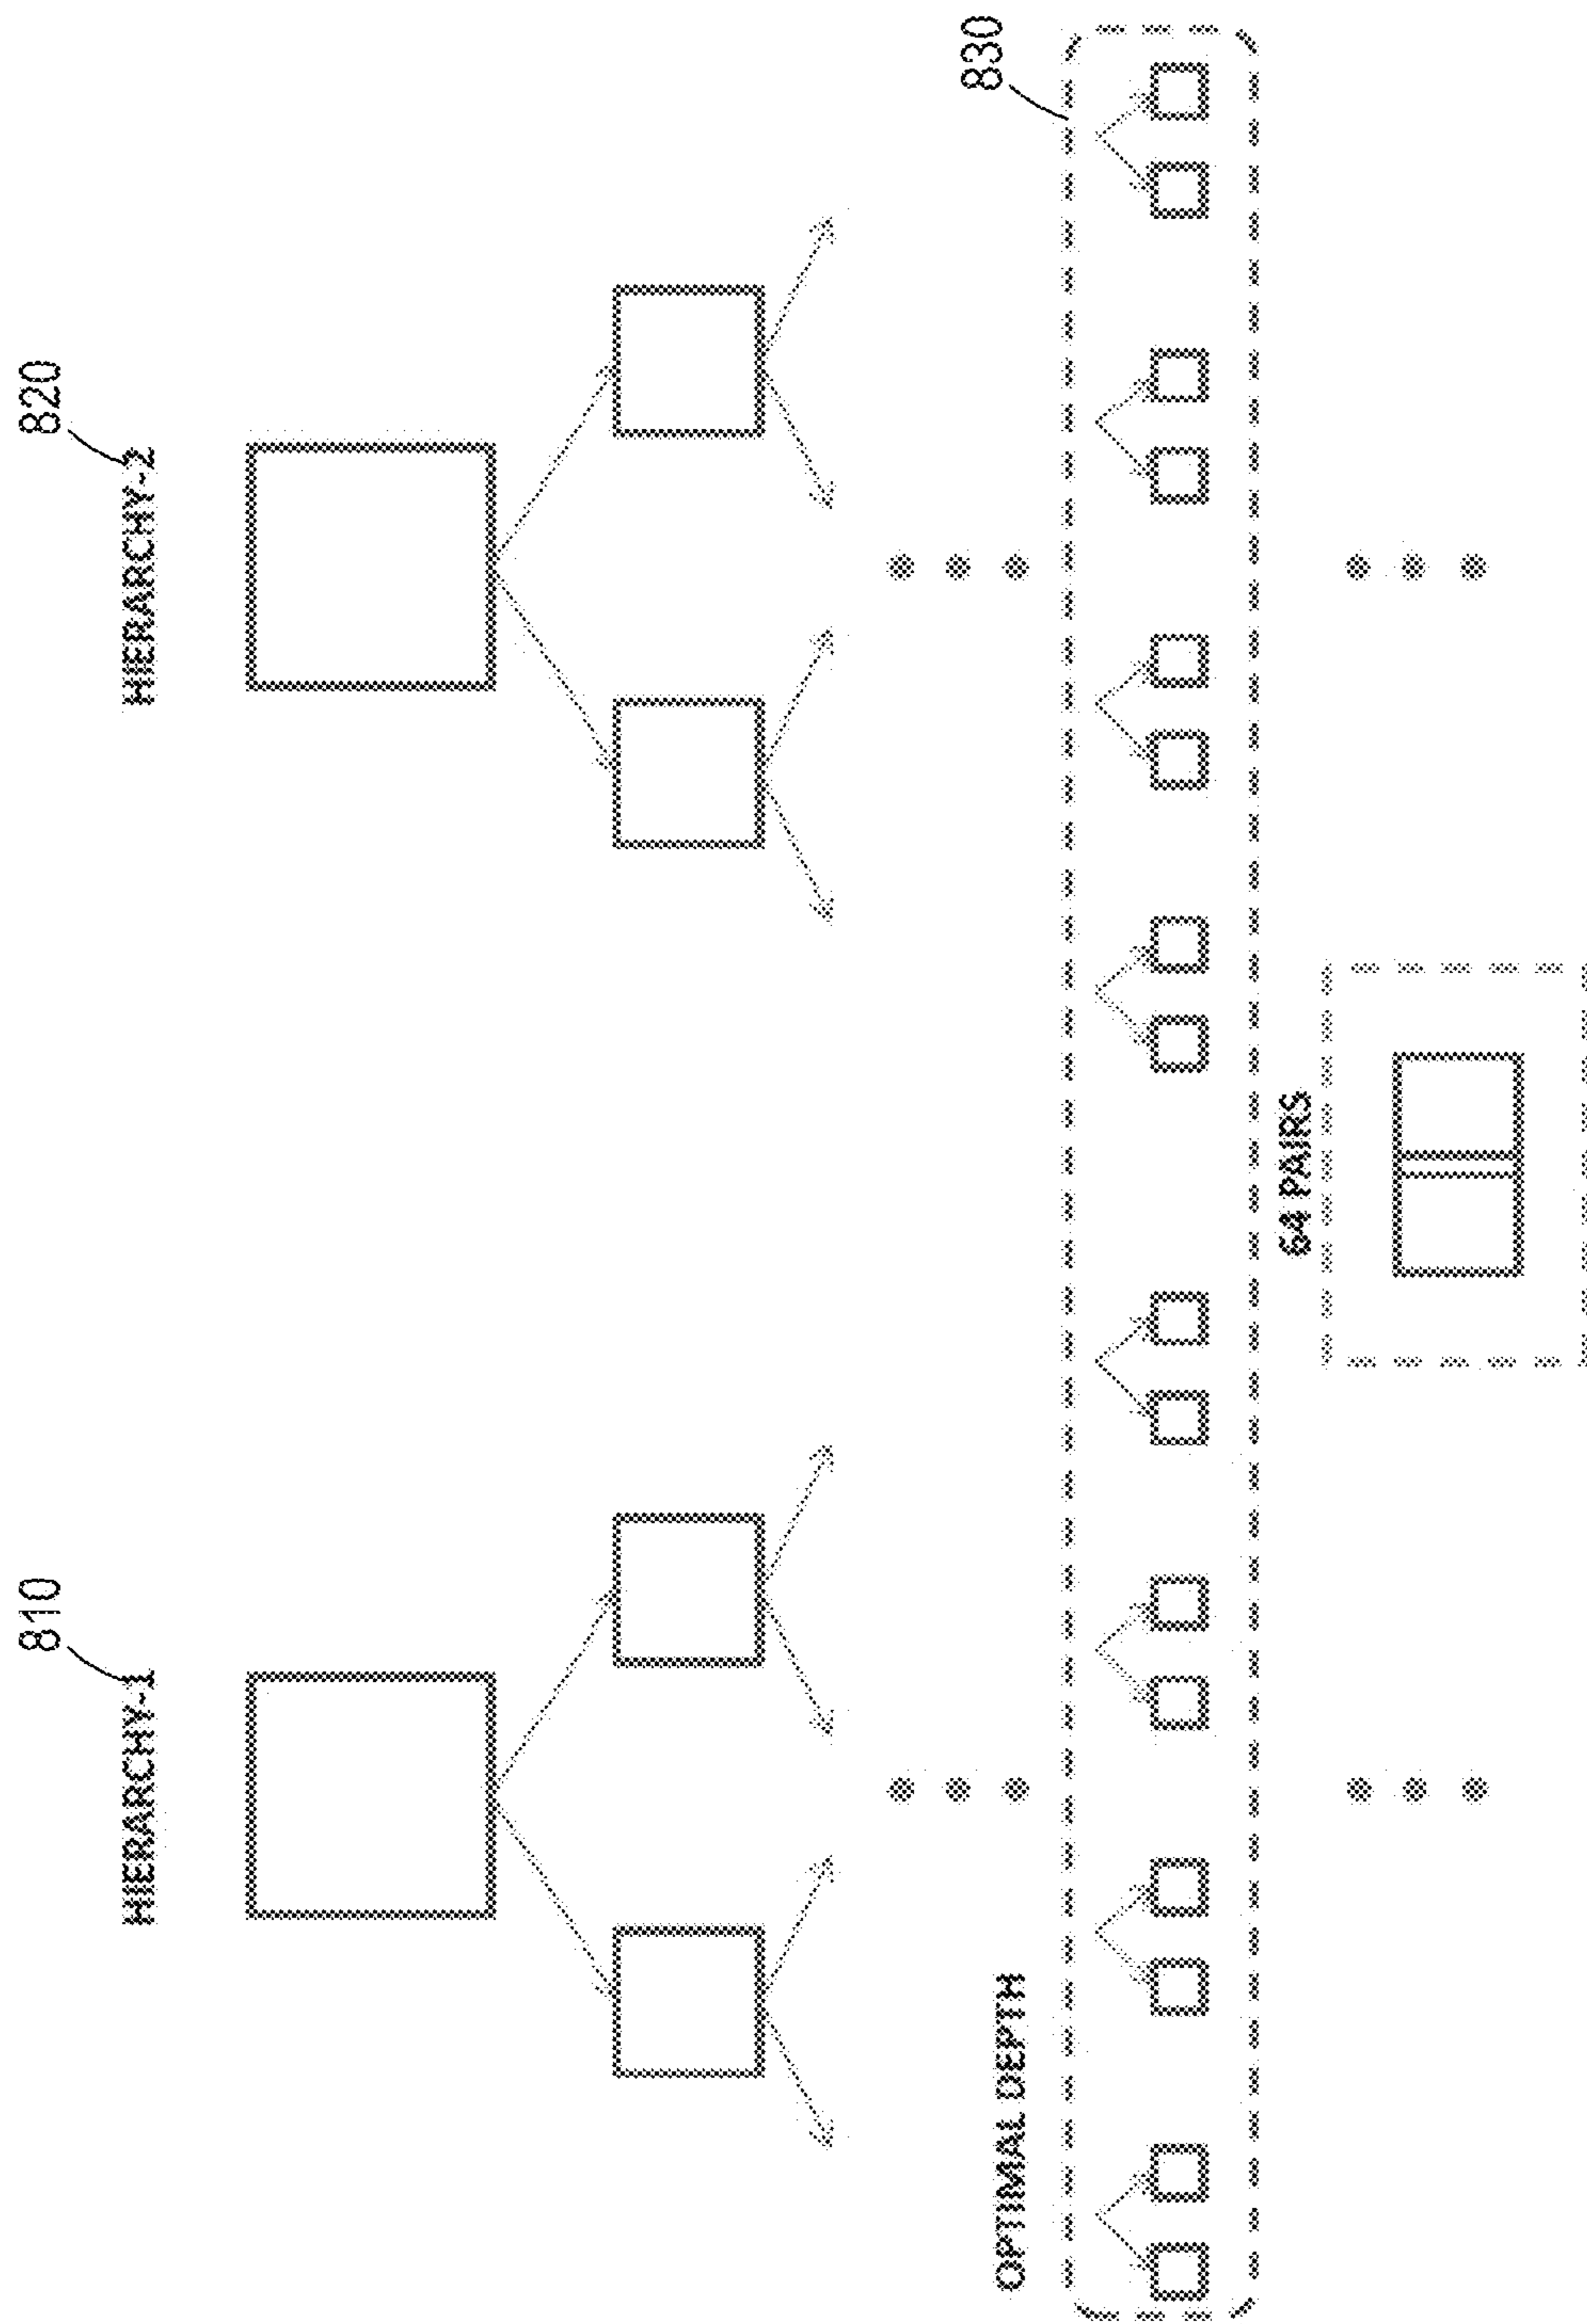 810
HIERARCHY-1
820
HIERARCHY-2
OPTIMAL DEPTH
830
64 PAIRS